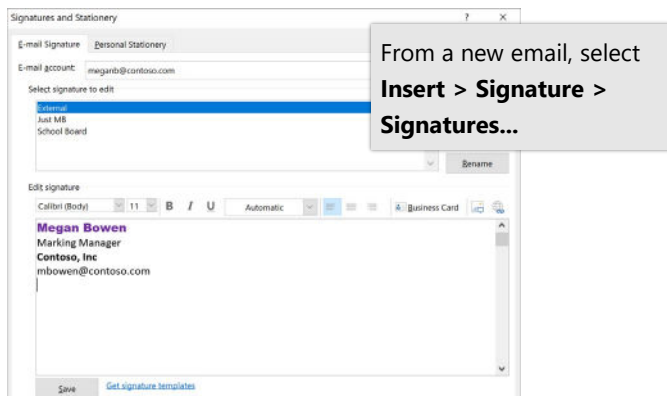 Signatures and Stationery ? ×
E-mail Signature Personal Stationery
E-mail account: meganb@contoso.com
Select signature to edit
External
Just MB
School Board
Rename
From a new email, select
Insert > Signature >
Signatures...
Edit signature
Calibri (Body) 11 B I U Automatic Business Card
Megan Bowen
Marking Manager
Contoso, Inc
mbowen@contoso.com
Save Get signature templates